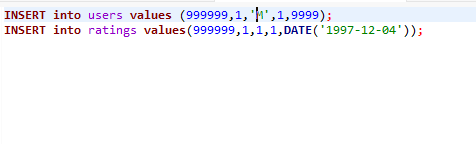 INSERT into users values (999999,1,'M',1,9999);
INSERT into ratings values(999999,1,1,1,DATE('1997-12-04'));